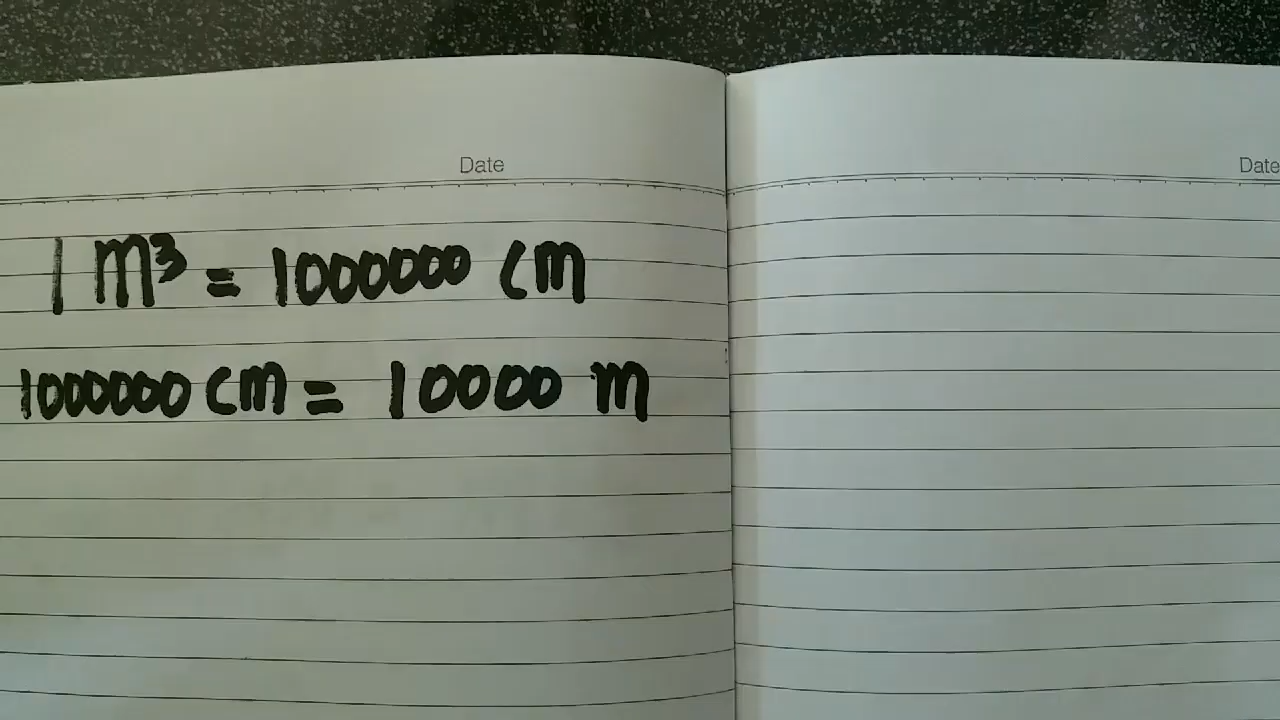 Date
Date
1 m³ = 1000000 cm
1000000 cm = 10000 m